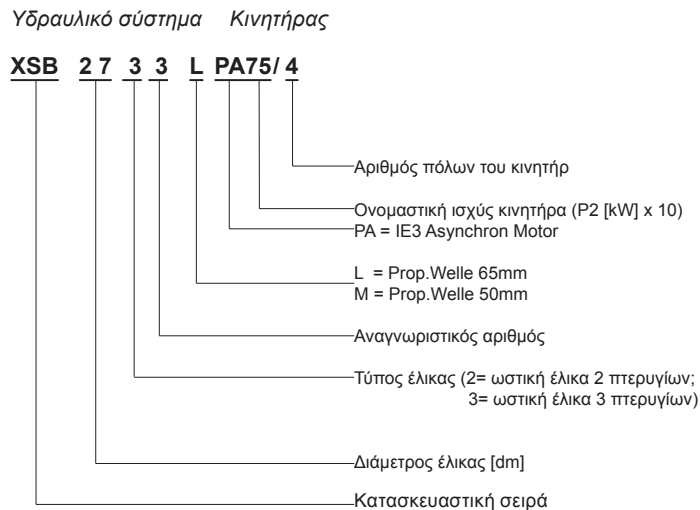 Υδραυλικό σύστημα Κινητήρας
XSB 27 3 3 L PA75/ 4
Αριθμός πόλων του κινητήρ
Ονομαστική ισχύς κινητήρα (P2 [kW] x 10)
PA = IE3 Asynchron Motor
L = Prop.Welle 65mm
M = Prop.Welle 50mm
Αναγνωριστικός αριθμός
Τύπος έλικας (2= ωστική έλικα 2 πτερυγίων;
3= ωστική έλικα 3 πτερυγίων)
Διάμετρος έλικας [dm]
Κατασκευαστική σειρά